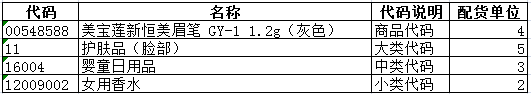 代码 名称 代码说明 配货单位
00548588 美宝莲新恒美眉笔 GY-1 1.2g（灰色） 商品代码 4
11 护肤品（脸部） 大类代码 5
16004 婴童日用品 中类代码 3
12009002 女用香水 小类代码 2